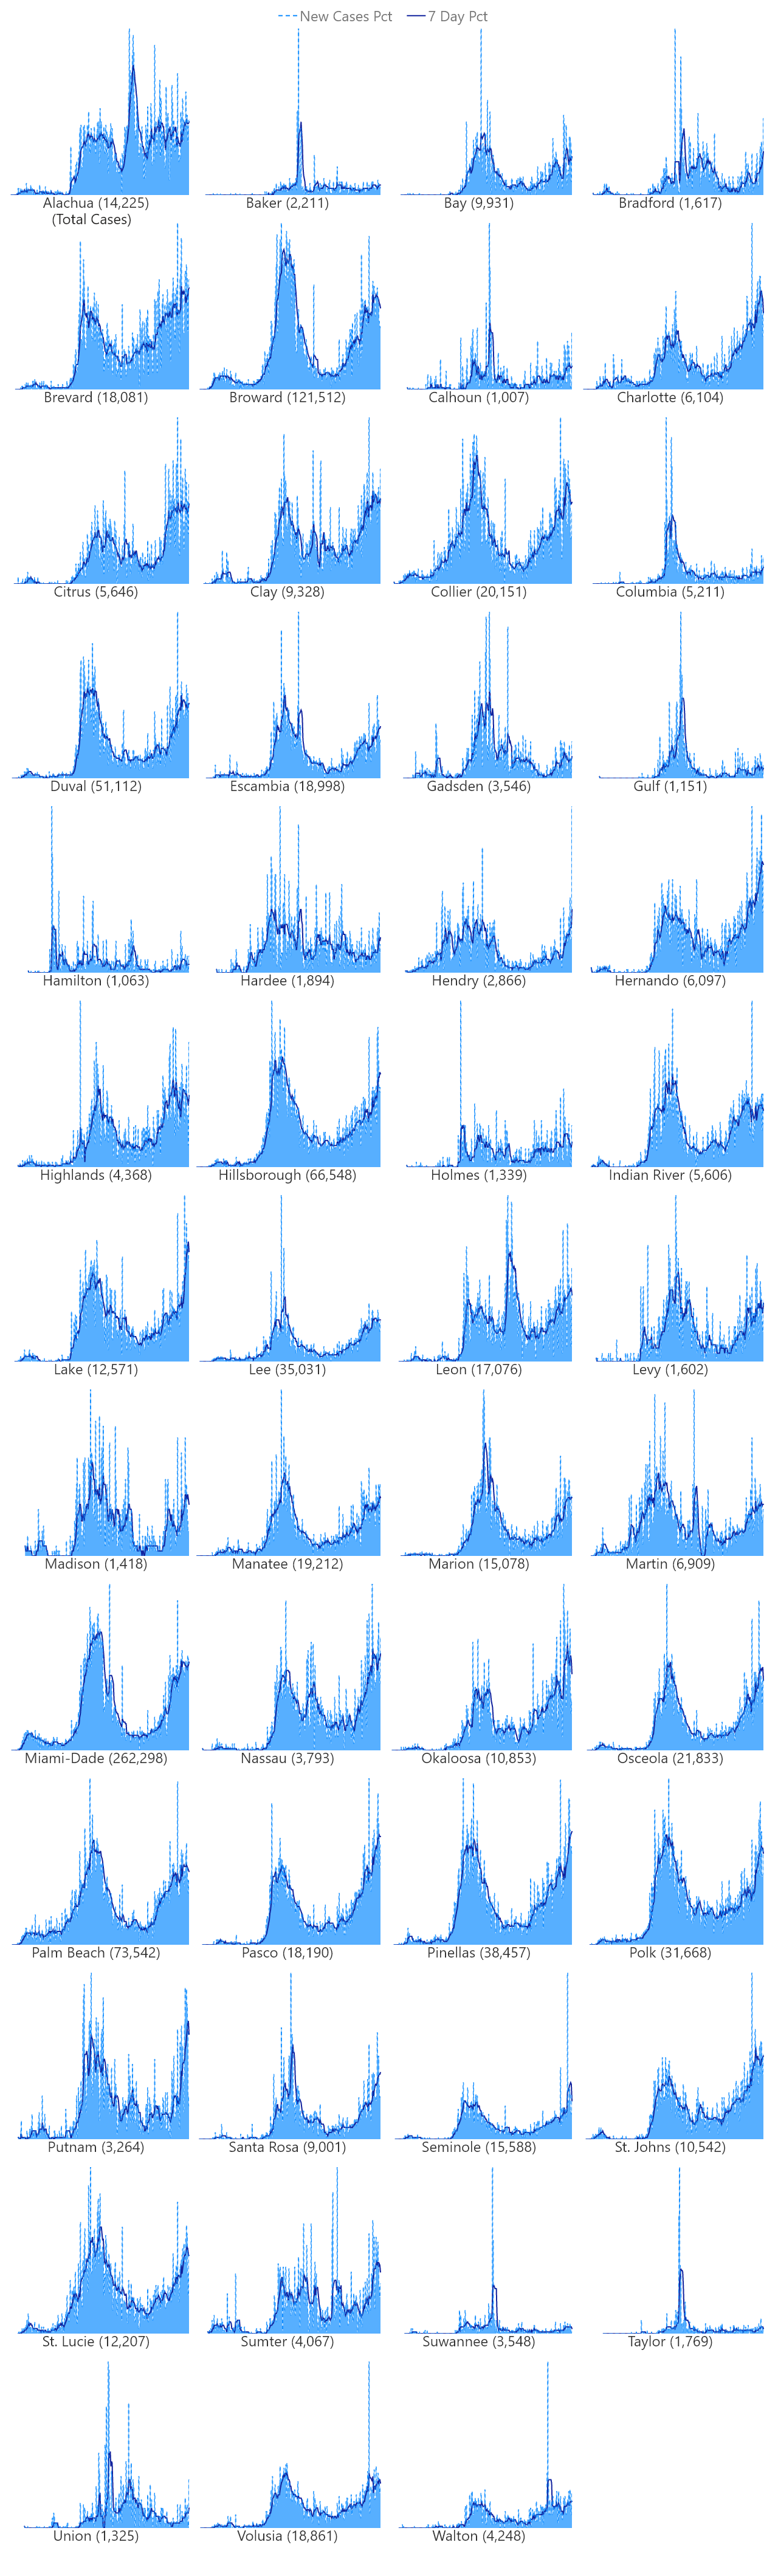 New Cases Pct 7 Day Pct
Alachua (14,225) Baker (2,211) Bay (9,931) Bradford (1,617)
(Total Cases)
Brevard (18,081) Broward (121,512) Calhoun (1,007) Charlotte (6,104)
Citrus (5,646) Clay (9,328) Collier (20,151) Columbia (5,211)
Duval (51,112) Escambia (18,998) Gadsden (3,546) Gulf (1,151)
Hamilton (1,063) Hardee (1,894) Hendry (2,866) Hernando (6,097)
Highlands (4,368) Hillsborough (66,548) Holmes (1,339) Indian River (5,606)
Lake (12,571) Lee (35,031) Leon (17,076) Levy (1,602)
Madison (1,418) Manatee (19,212) Marion (15,078) Martin (6,909)
Miami-Dade (262,298) Nassau (3,793) Okaloosa (10,853) Osceola (21,833)
Palm Beach (73,542) Pasco (18,190) Pinellas (38,457) Polk (31,668)
Putnam (3,264) Santa Rosa (9,001) Seminole (15,588) St. Johns (10,542)
St. Lucie (12,207) Sumter (4,067) Suwannee (3,548) Taylor (1,769)
Union (1,325) Volusia (18,861) Walton (4,248)